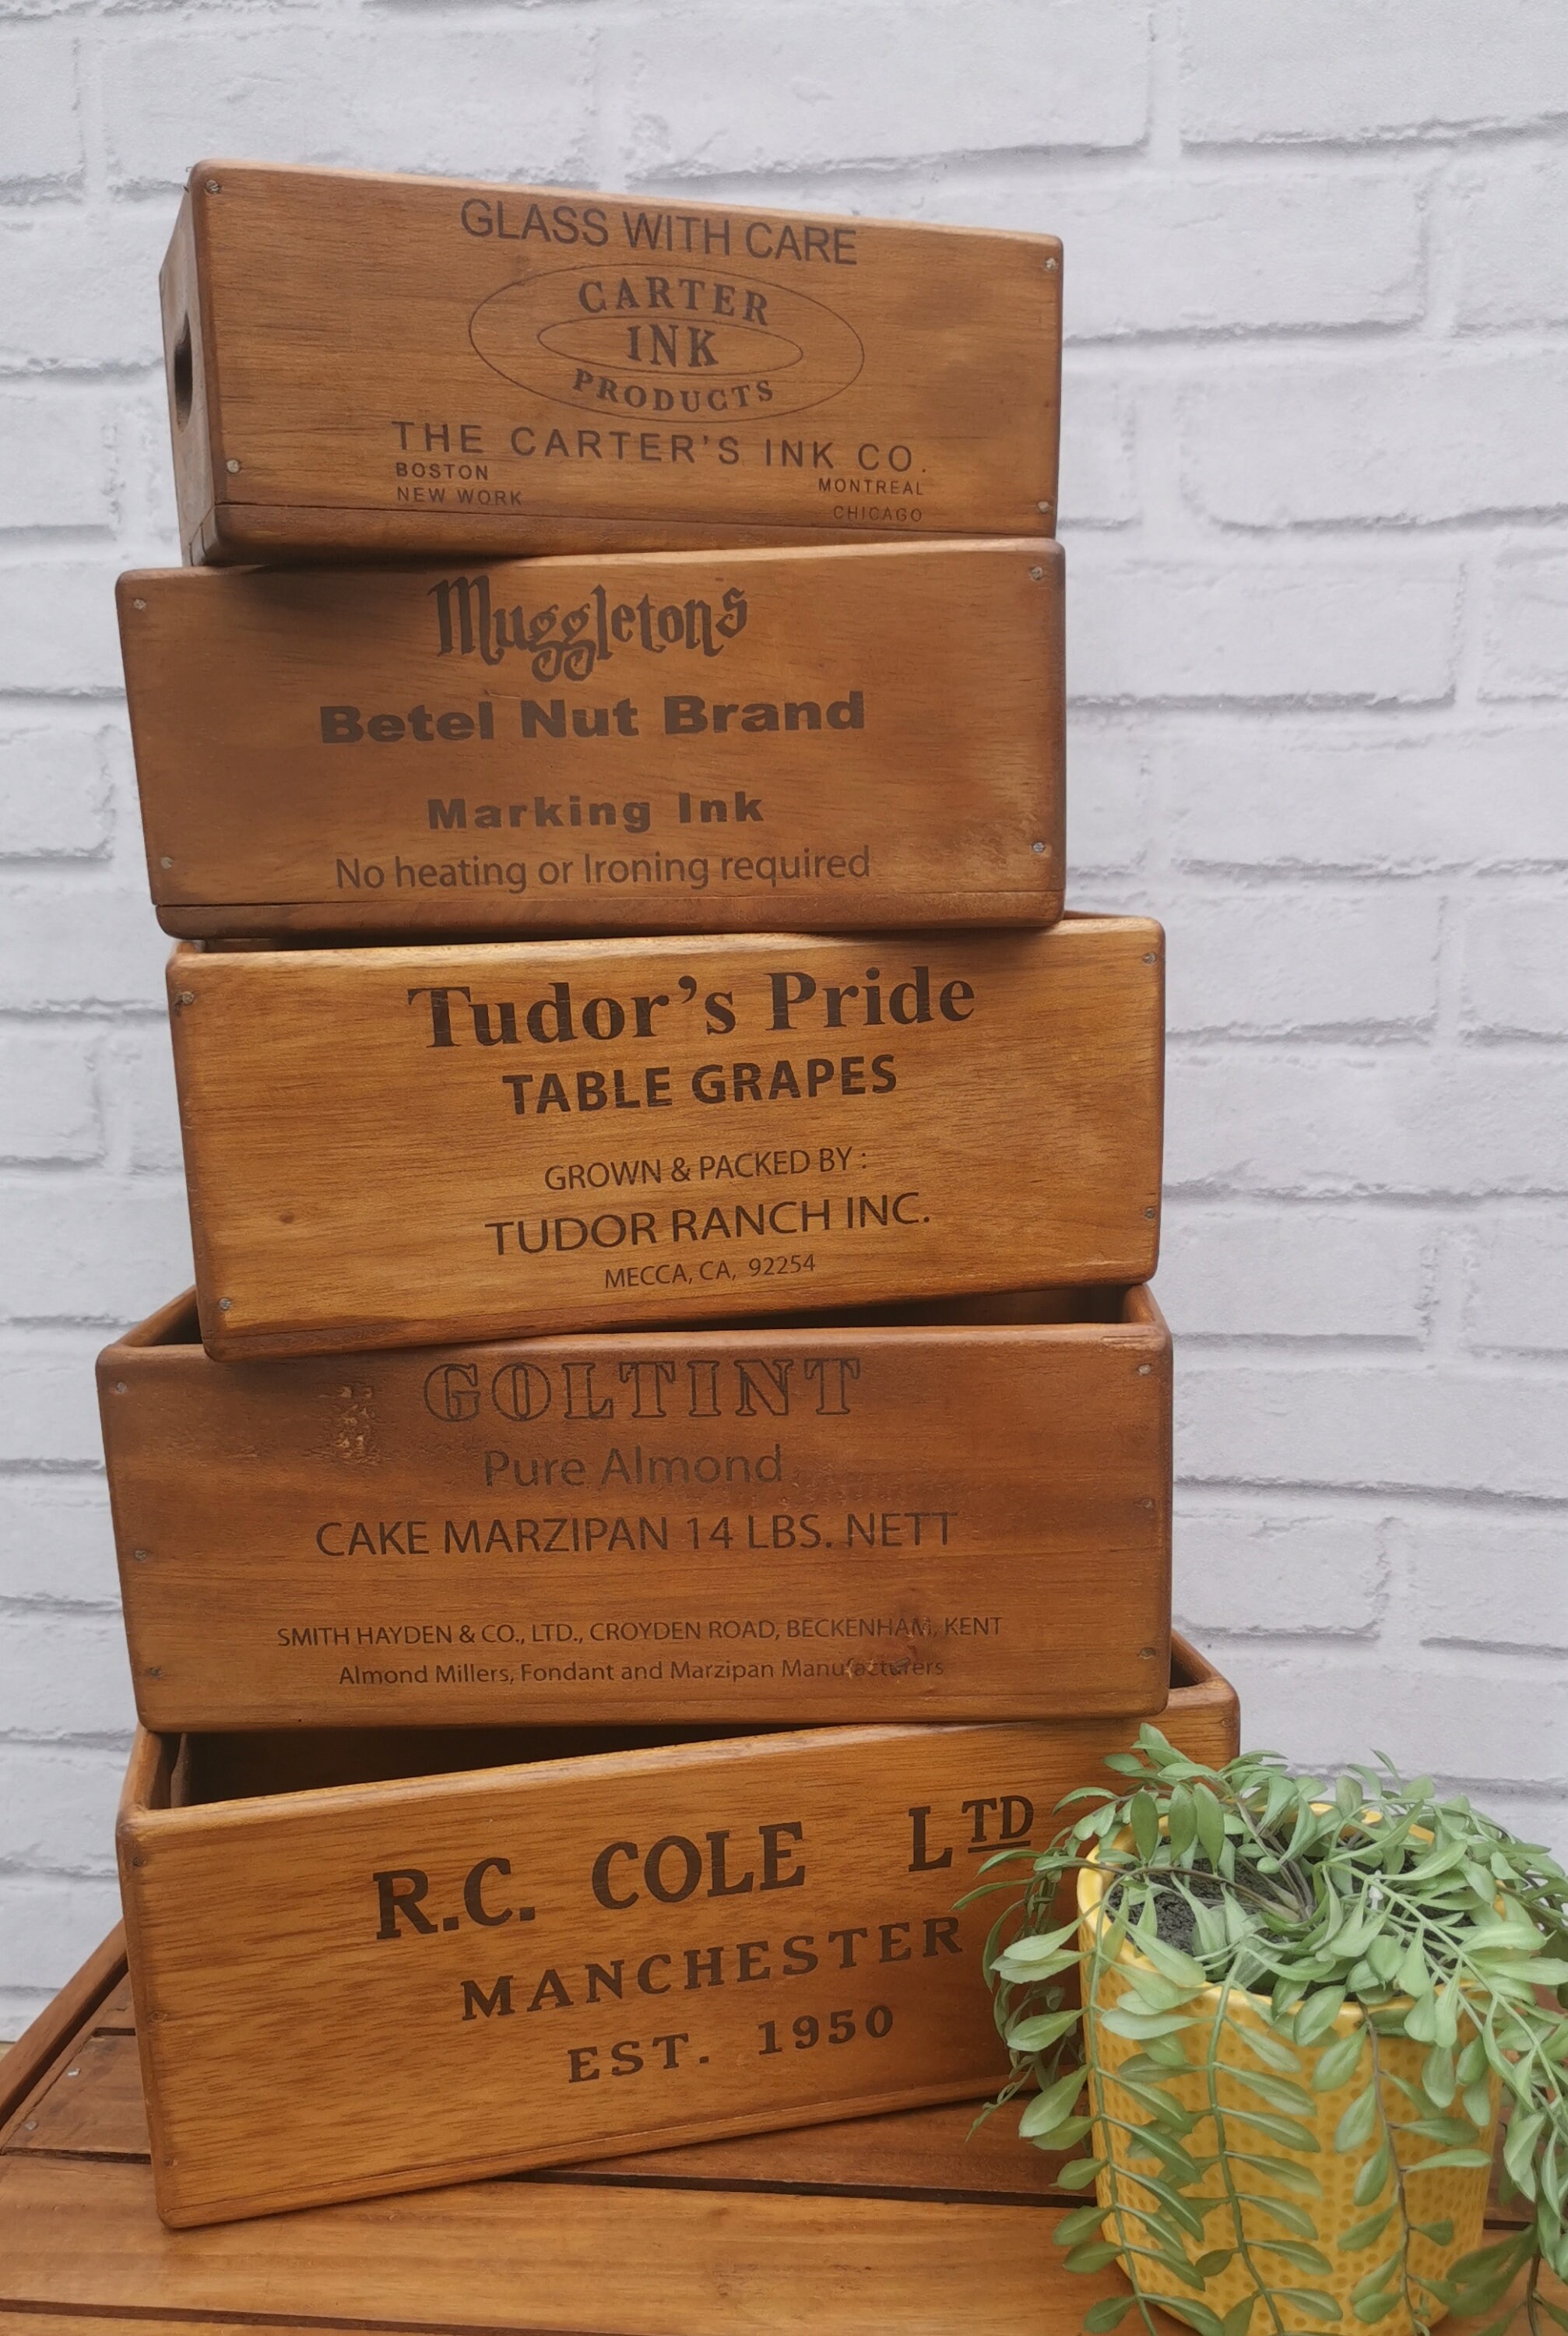 GLASS WITH CARE
CARTER
INK
PRODUCTS
THE CARTER'S INK CO.
BOSTON MONTREAL
NEW WORK CHICAGO
Muggletons
Betel Nut Brand
Marking Ink
No heating or Ironing required
Tudor's Pride
TABLE GRAPES
GROWN & PACKED BY :
TUDOR RANCH INC.
MECCA, CA, 92254
GOLTINT
Pure Almond
CAKE MARZIPAN 14 LBS. NETT
SMITH HAYDEN & CO., LTD., CROYDEN ROAD, BECKENHAM, KENT
Almond Millers, Fondant and Marzipan Manufacturers
R.C. COLE LTD
MANCHESTER
EST. 1950